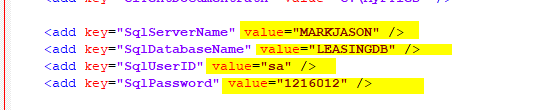 <add key="SqlServerName" value="MARKJASON" />
<add key="SqlDatabaseName" value="LEASINGDB" />
<add key="SqlUserID" value="sa" />
<add key="SqlPassword" value="1216012" />